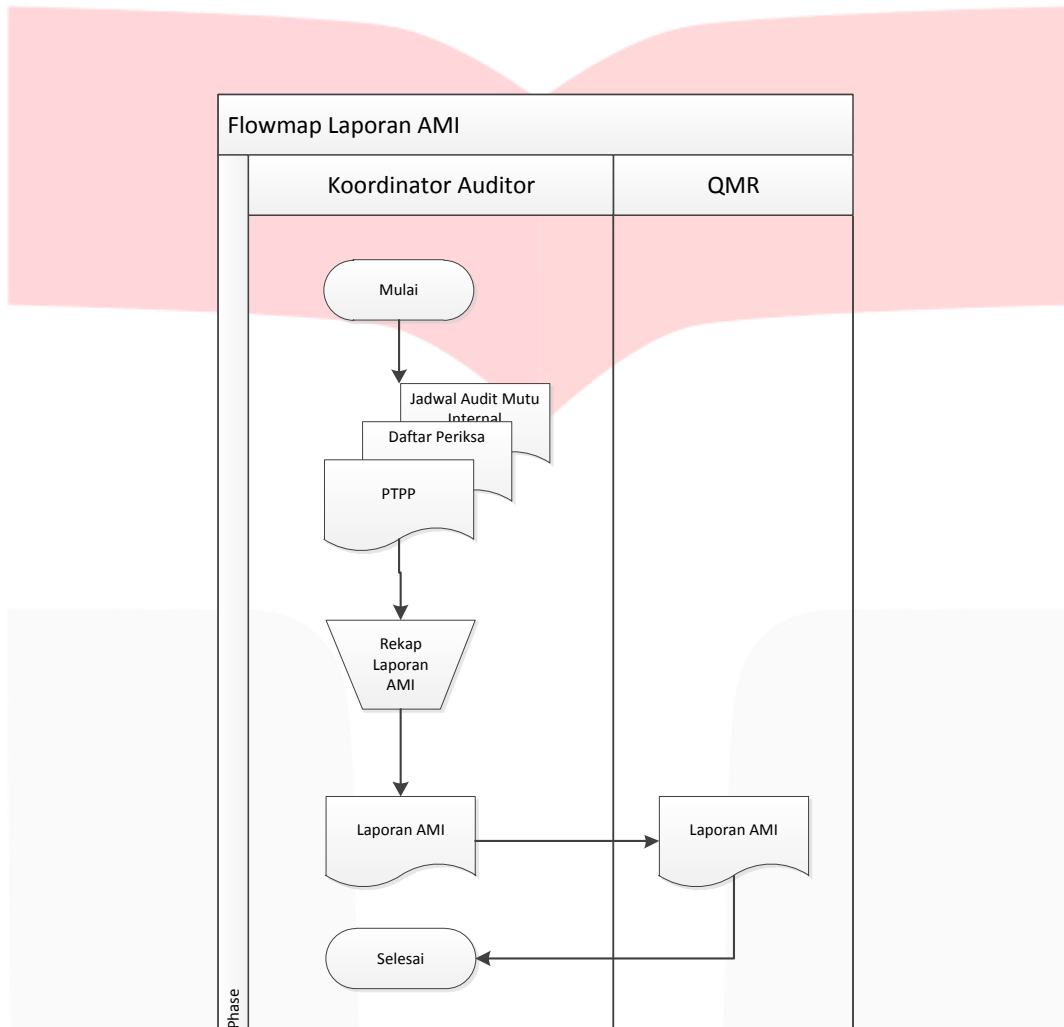 Flowmap Laporan AMI
Koordinator Auditor
QMR
Mulai
Jadwal Audit Mutu
Internal
Daftar Periksa
PTPP
Rekap
Laporan
AMI
Laporan AMI
Laporan AMI
Selesai
Phase